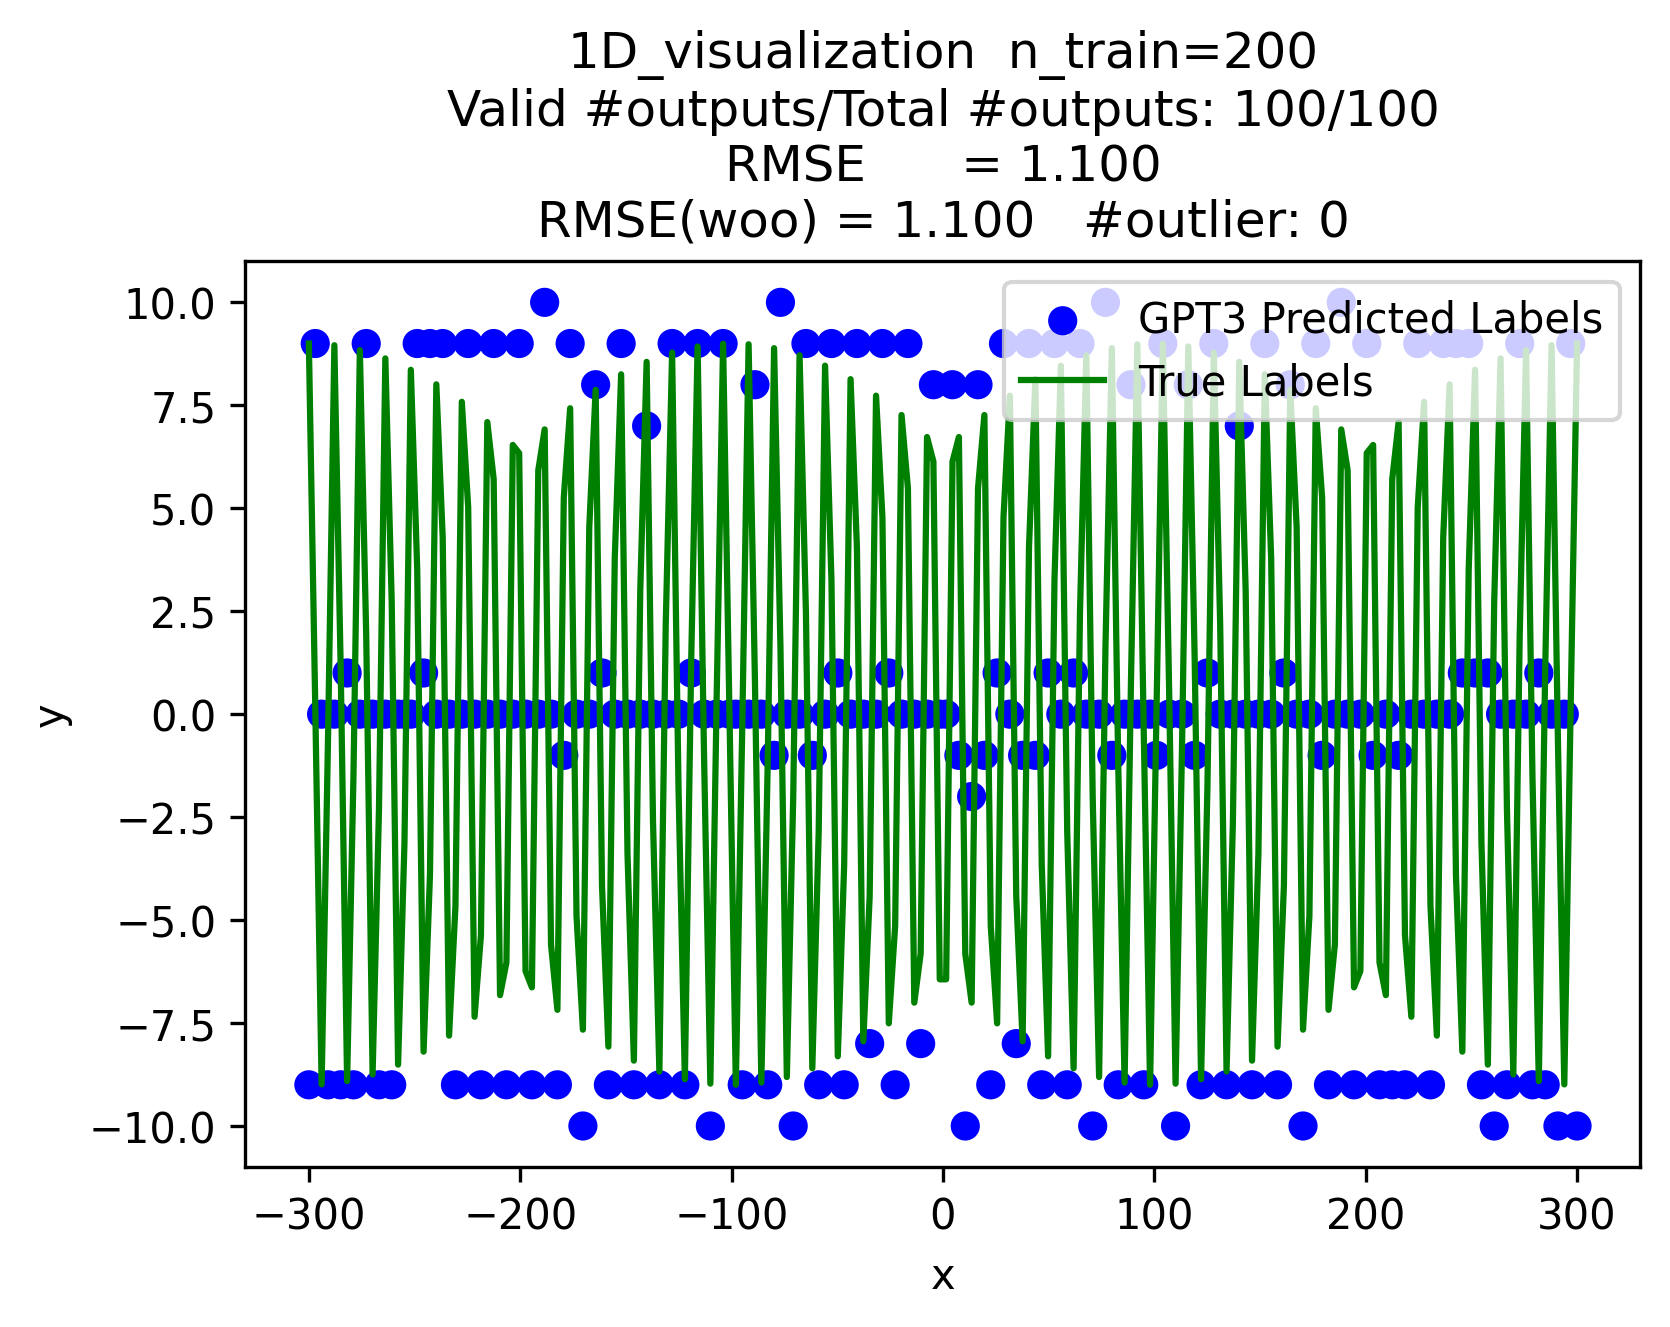 1D_visualization  n_train=200
Valid #outputs/Total #outputs: 100/100
RMSE      = 1.100
RMSE(woo) = 1.100   #outlier: 0
GPT3 Predicted Labels
True Labels
y
10.0
7.5
5.0
2.5
0.0
−2.5
−5.0
−7.5
−10.0
−300
−200
−100
0
100
200
300
x